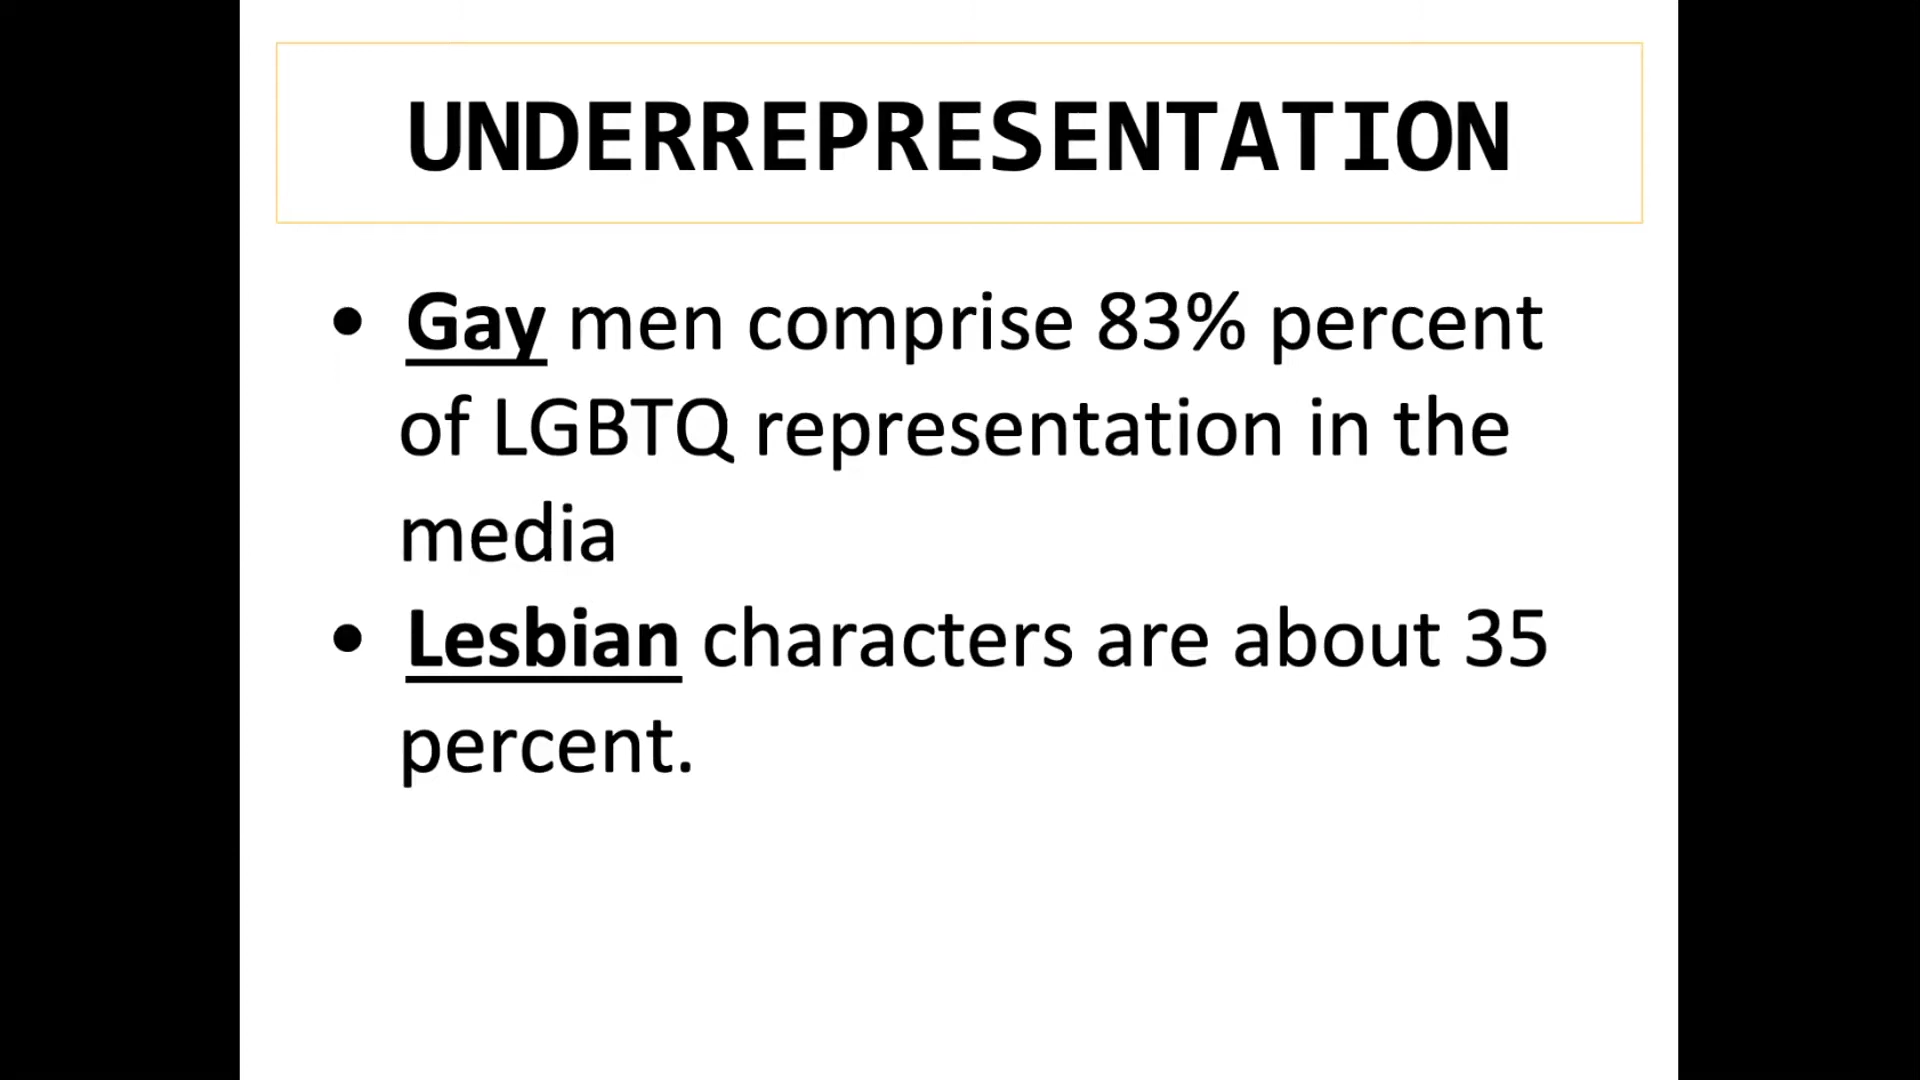 UNDERREPRESENTATION
• Gay men comprise 83% percent
of LGBTQ representation in the
media
• Lesbian characters are about 35
percent.